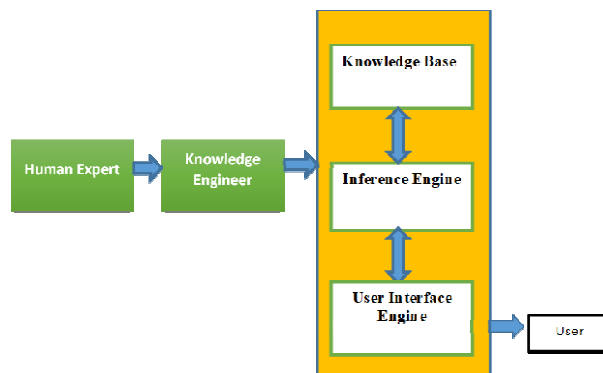 Knowledge Base
Human Expert
Knowledge
Engineer
Inference Engine
User Interface
Engine
User